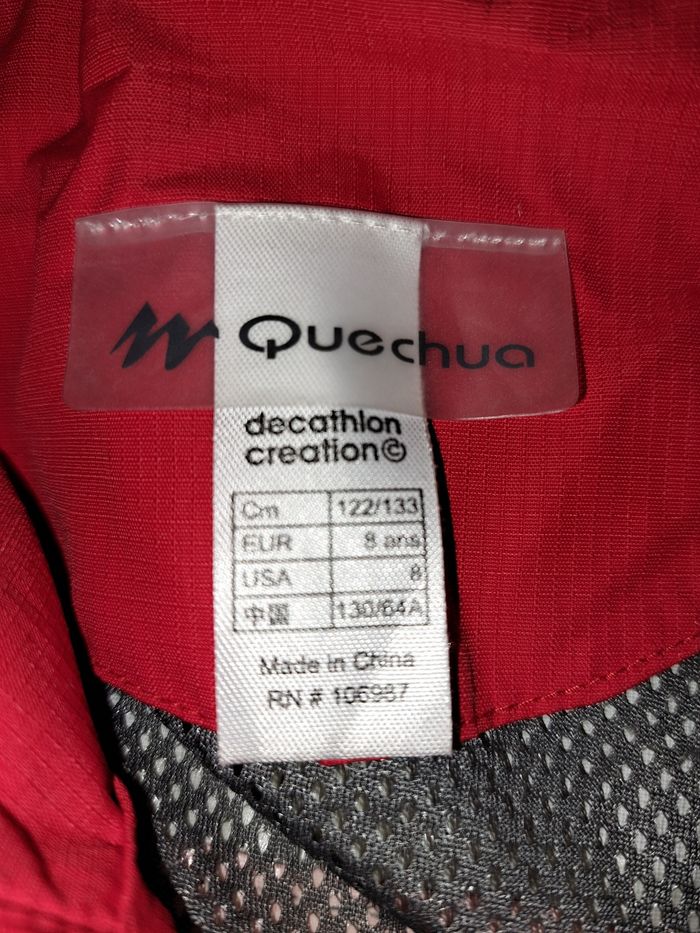 Quechua
decathlon
creation©
Cm 122/133
EUR 8 ans
USA 8
中国 130/64A
Made in China
RN # 106987